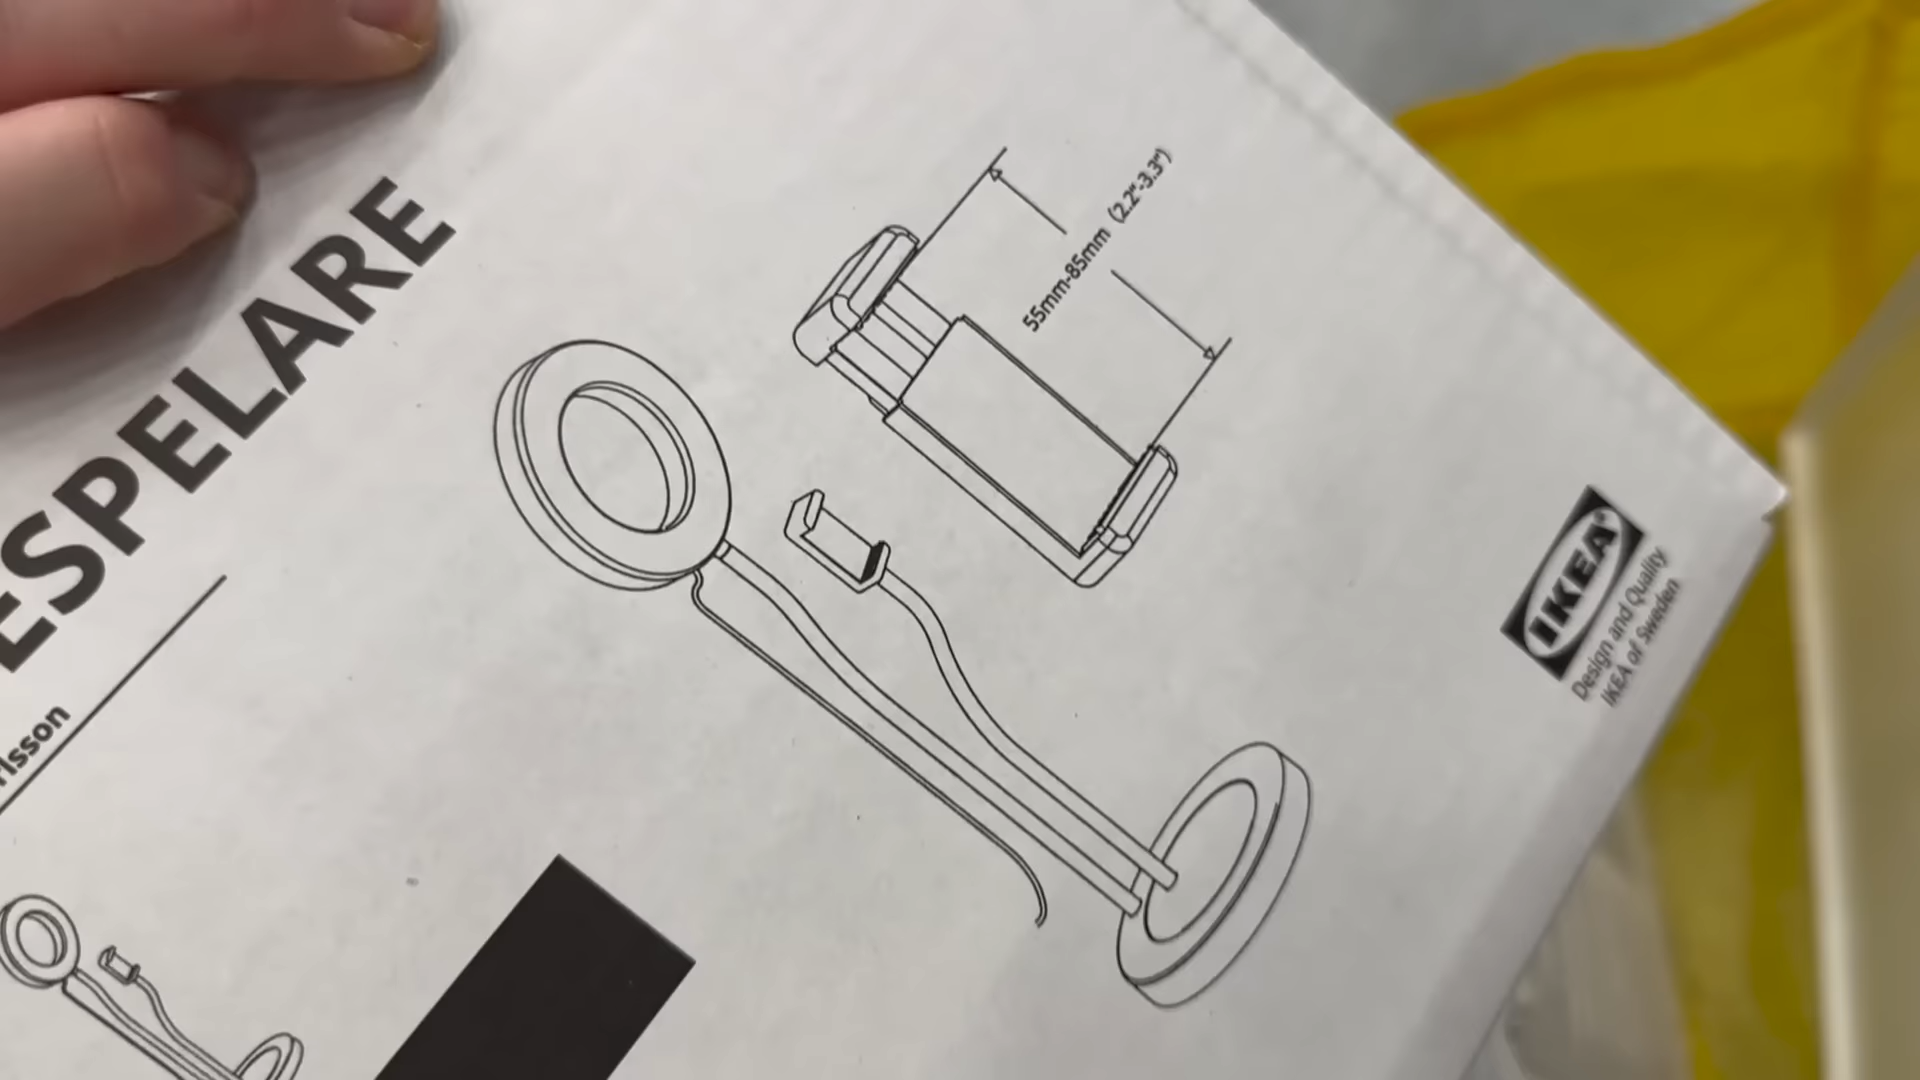 ESPELARE
rlsson
55mm-85mm (2.2"-3.3")
IKEA®
Design and Quality
IKEA of Sweden